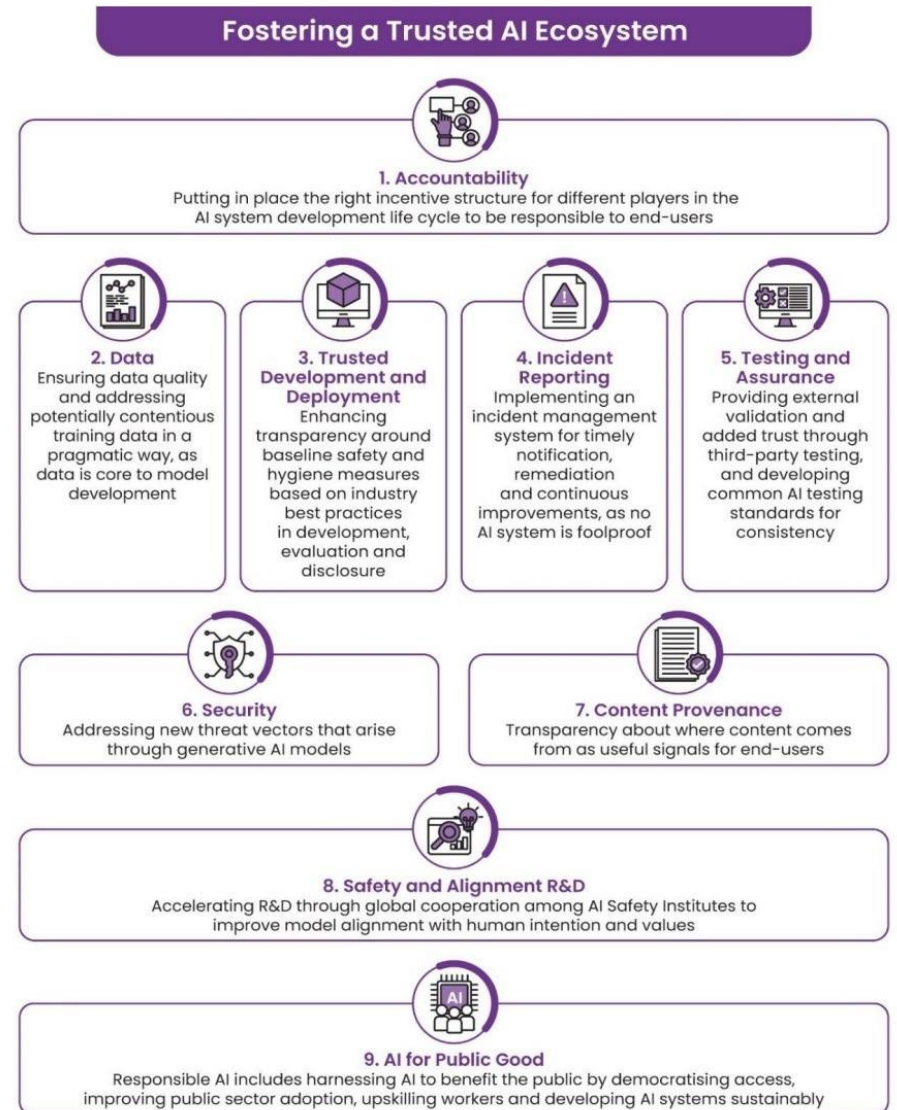 Fostering a Trusted AI Ecosystem
1. Accountability
Putting in place the right incentive structure for different players in the
AI system development life cycle to be responsible to end-users
2. Data
Ensuring data quality
and addressing
potentially contentious
training data in a
pragmatic way, as
data is core to model
development
3. Trusted
Development and
Deployment
Enhancing
transparency around
baseline safety and
hygiene measures
based on industry
best practices
in development,
evaluation and
disclosure
4. Incident
Reporting
Implementing an
incident management
system for timely
notification,
remediation
and continuous
improvements, as no
AI system is foolproof
5. Testing and
Assurance
Providing external
validation and
added trust through
third-party testing,
and developing
common AI testing
standards for
consistency
6. Security
Addressing new threat vectors that arise
through generative AI models
7. Content Provenance
Transparency about where content comes
from as useful signals for end-users
8. Safety and Alignment R&D
Accelerating R&D through global cooperation among AI Safety Institutes to
improve model alignment with human intention and values
AI
9. AI for Public Good
Responsible AI includes harnessing AI to benefit the public by democratising access,
improving public sector adoption, upskilling workers and developing AI systems sustainably